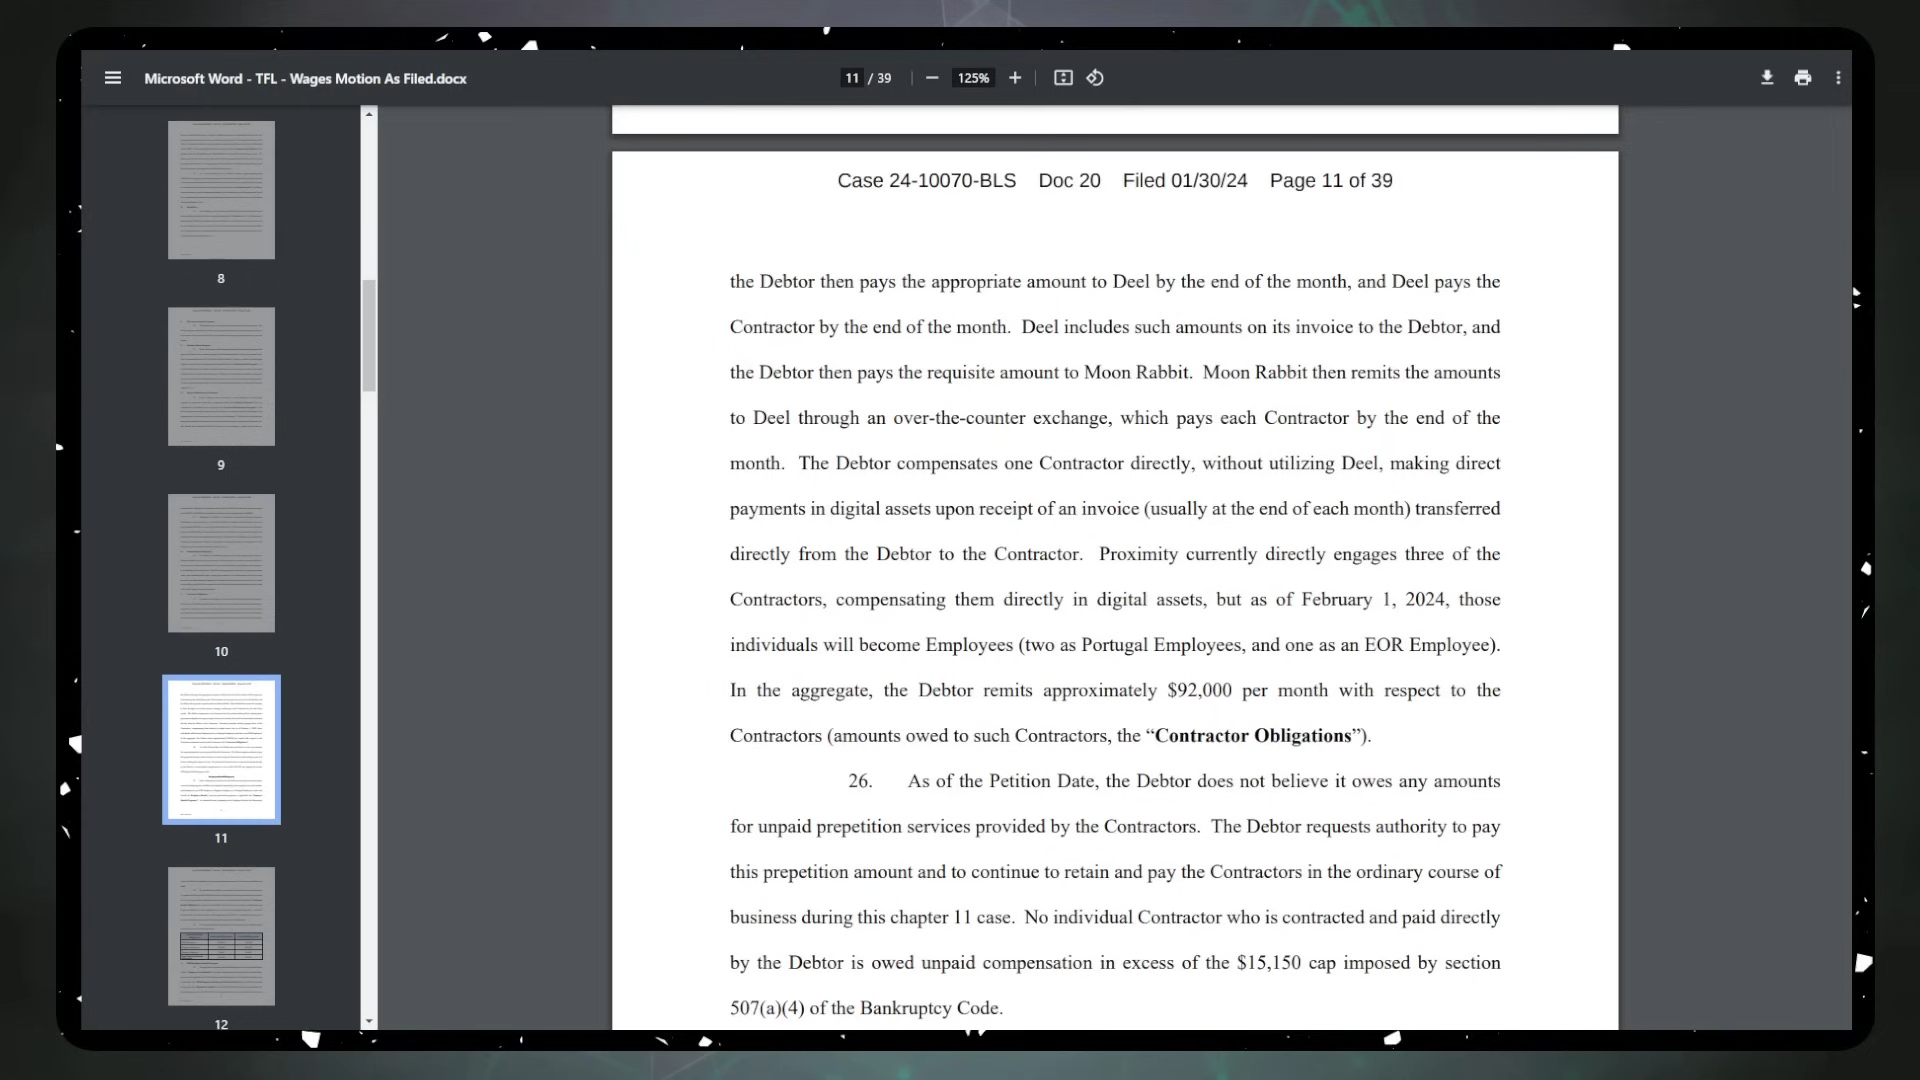 Microsoft Word - TFL - Wages Motion As Filed.docx
11 / 39
125%
8
9
10
11
12
Case 24-10070-BLS Doc 20 Filed 01/30/24 Page 11 of 39
the Debtor then pays the appropriate amount to Deel by the end of the month, and Deel pays the
Contractor by the end of the month. Deel includes such amounts on its invoice to the Debtor, and
the Debtor then pays the requisite amount to Moon Rabbit. Moon Rabbit then remits the amounts
to Deel through an over-the-counter exchange, which pays each Contractor by the end of the
month. The Debtor compensates one Contractor directly, without utilizing Deel, making direct
payments in digital assets upon receipt of an invoice (usually at the end of each month) transferred
directly from the Debtor to the Contractor. Proximity currently directly engages three of the
Contractors, compensating them directly in digital assets, but as of February 1, 2024, those
individuals will become Employees (two as Portugal Employees, and one as an EOR Employee).
In the aggregate, the Debtor remits approximately $92,000 per month with respect to the
Contractors (amounts owed to such Contractors, the “Contractor Obligations”).
26. As of the Petition Date, the Debtor does not believe it owes any amounts
for unpaid prepetition services provided by the Contractors. The Debtor requests authority to pay
this prepetition amount and to continue to retain and pay the Contractors in the ordinary course of
business during this chapter 11 case. No individual Contractor who is contracted and paid directly
by the Debtor is owed unpaid compensation in excess of the $15,150 cap imposed by section
507(a)(4) of the Bankruptcy Code.